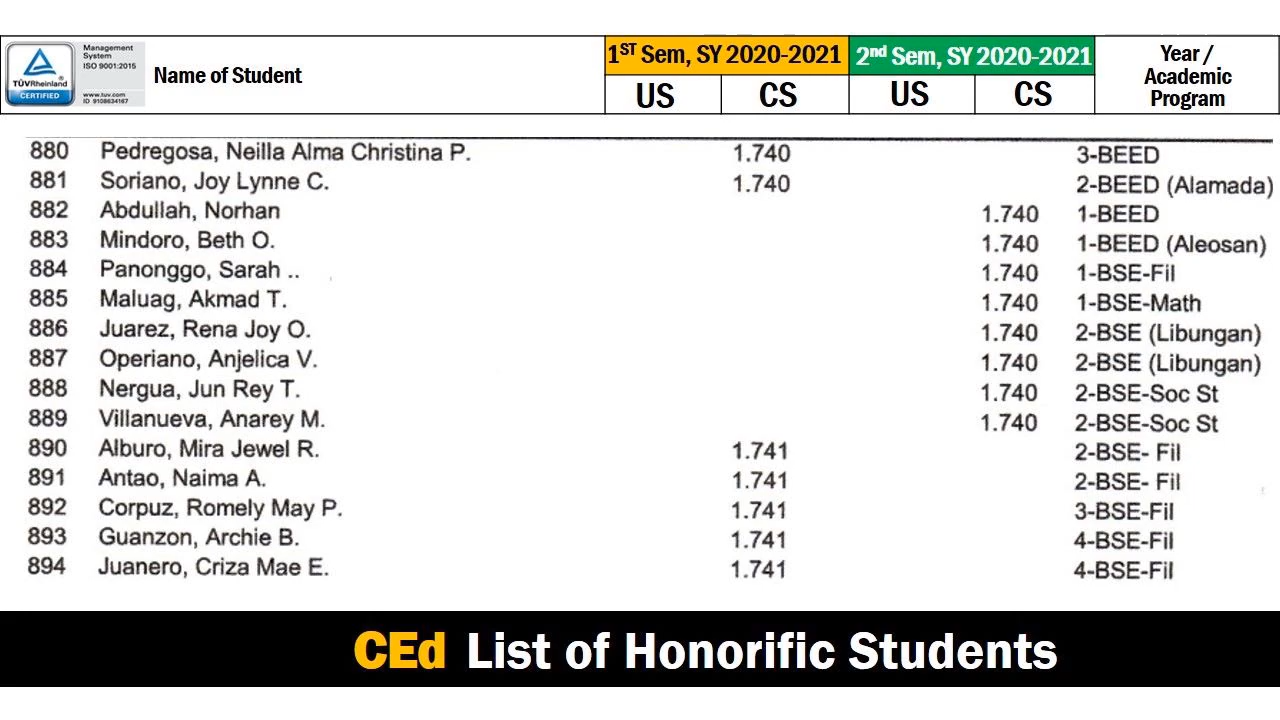 Management
System
ISO 9001:2015
TÜVRheinland®
CERTIFIED
www.tuv.com
ID 9108634167
Name of Student
1ST Sem, SY 2020-2021
2nd Sem, SY 2020-2021
US CS US CS
Year /
Academic
Program
880 Pedregosa, Neilla Alma Christina P. 1.740 3-BEED
881 Soriano, Joy Lynne C. 1.740 2-BEED (Alamada)
882 Abdullah, Norhan 1.740 1-BEED
883 Mindoro, Beth O. 1.740 1-BEED (Aleosan)
884 Panonggo, Sarah .. 1.740 1-BSE-Fil
885 Maluag, Akmad T. 1.740 1-BSE-Math
886 Juarez, Rena Joy O. 1.740 2-BSE (Libungan)
887 Operiano, Anjelica V. 1.740 2-BSE (Libungan)
888 Nergua, Jun Rey T. 1.740 2-BSE-Soc St
889 Villanueva, Anarey M. 1.740 2-BSE-Soc St
890 Alburo, Mira Jewel R. 1.741 2-BSE- Fil
891 Antao, Naima A. 1.741 2-BSE- Fil
892 Corpuz, Romely May P. 1.741 3-BSE-Fil
893 Guanzon, Archie B. 1.741 4-BSE-Fil
894 Juanero, Criza Mae E. 1.741 4-BSE-Fil
CEd List of Honorific Students